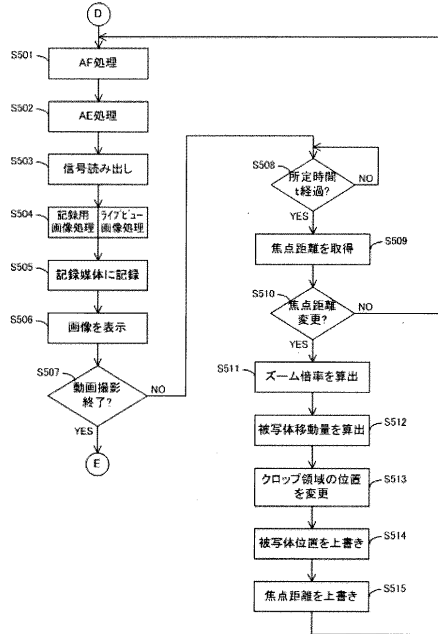 D
S501
AF処理
S502
AE処理
S503
信号読み出し
S504
記録用
画像処理
ライブビュー
画像処理
S505
記録媒体に記録
S506
画像を表示
S507
動画撮影
終了?
NO
YES
E
S508
所定時間
t経過?
NO
YES
焦点距離を取得
S509
S510
焦点距離
変更?
NO
YES
S511
ズーム倍率を算出
被写体移動量を算出
S512
クロップ領域の位置
を変更
S513
被写体位置を上書き
S514
焦点距離を上書き
S515